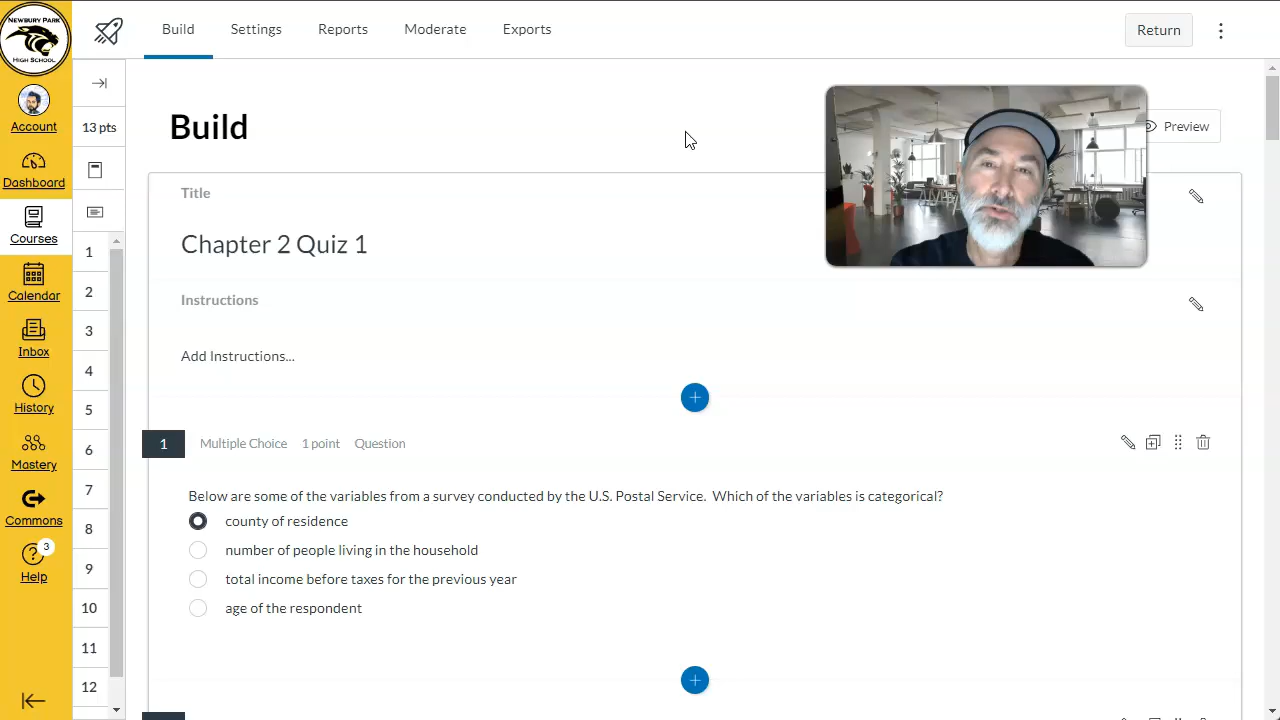 NEWBURY PARK
HIGH SCHOOL
Account
Dashboard
Courses
Calendar
Inbox
History
Mastery
Commons
3
Help
13 pts
1
2
3
4
5
6
7
8
9
10
11
12
Build
Settings
Reports
Moderate
Exports
Return
Build
Preview
Title
Chapter 2 Quiz 1
Instructions
Add Instructions...
1
Multiple Choice
1 point
Question
Below are some of the variables from a survey conducted by the U.S. Postal Service. Which of the variables is categorical?
county of residence
number of people living in the household
total income before taxes for the previous year
age of the respondent